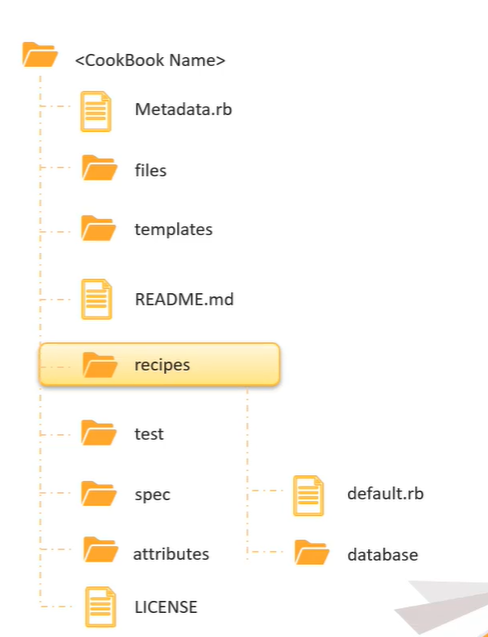 <CookBook Name>
Metadata.rb
files
templates
README.md
recipes
test
spec
default.rb
attributes
database
LICENSE